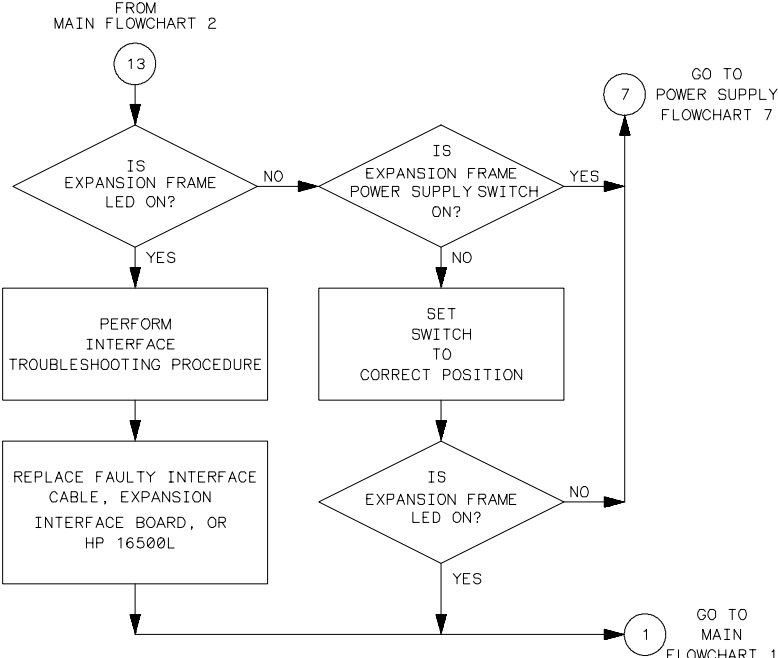 FROM
MAIN FLOWCHART 2
13
IS
EXPANSION FRAME
LED ON?
NO
YES
IS
EXPANSION FRAME
POWER SUPPLY SWITCH
ON?
YES
NO
7
GO TO
POWER SUPPLY
FLOWCHART 7
PERFORM
INTERFACE
TROUBLESHOOTING PROCEDURE
SET
SWITCH
TO
CORRECT POSITION
REPLACE FAULTY INTERFACE
CABLE, EXPANSION
INTERFACE BOARD, OR
HP 16500L
IS
EXPANSION FRAME
LED ON?
NO
YES
1
GO TO
MAIN
FLOWCHART 1